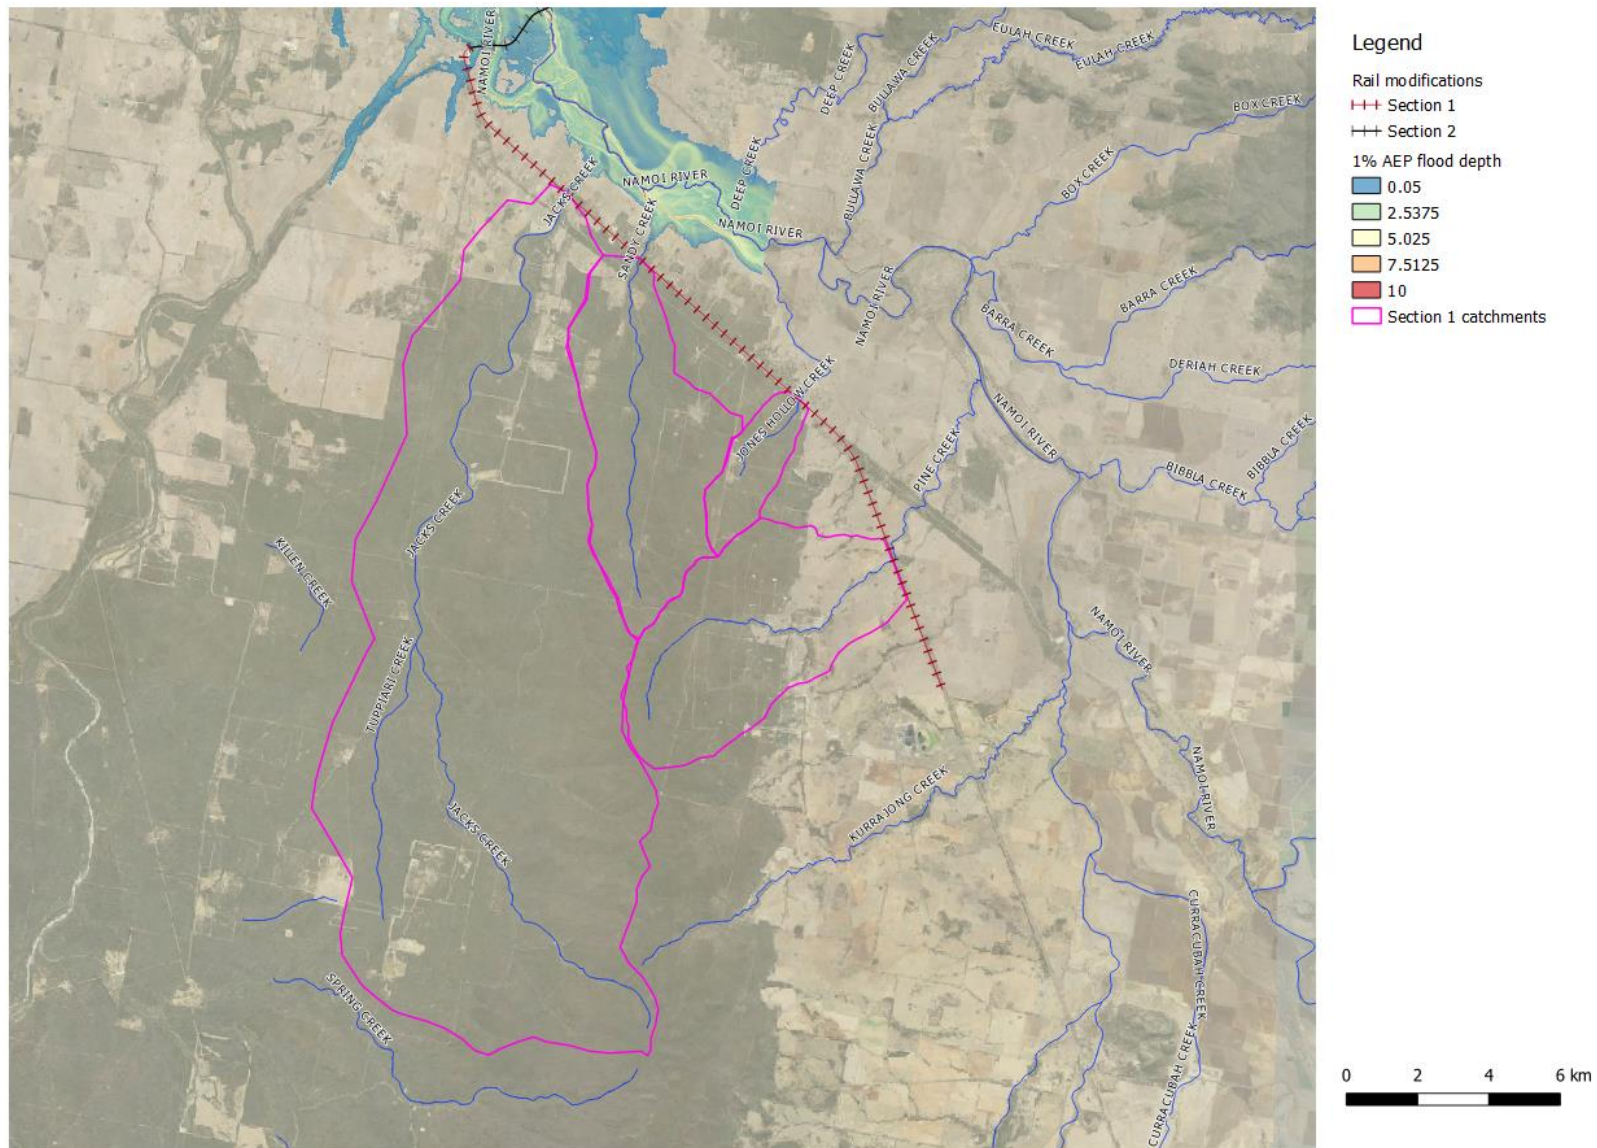 NAMOI RIVER
EULAH CREEK
EULAH CREEK
DEEP CREEK
BULLAWA CREEK
BOX CREEK
BOX CREEK
BULLAWA CREEK
DEEP CREEK
JACKS CREEK
NAMOI RIVER
SANDY CREEK
NAMOI RIVER
NAMOI RIVER
BARRA CREEK
BARRA CREEK
DERIAH CREEK
JONES HOLLOW CREEK
NAMOI RIVER
PINE CREEK
BIBBLA CREEK
BIBBLA CREEK
JACKS CREEK
KILLEN CREEK
NAMOI RIVER
TUPPIARI CREEK
NAMOI RIVER
JACKS CREEK
KURRAJONG CREEK
CURRACUBAH CREEK
SPRING CREEK
CURRACUBAH CREEK
Legend
Rail modifications
Section 1
Section 2
1% AEP flood depth
0.05
2.5375
5.025
7.5125
10
Section 1 catchments
0 2 4 6 km